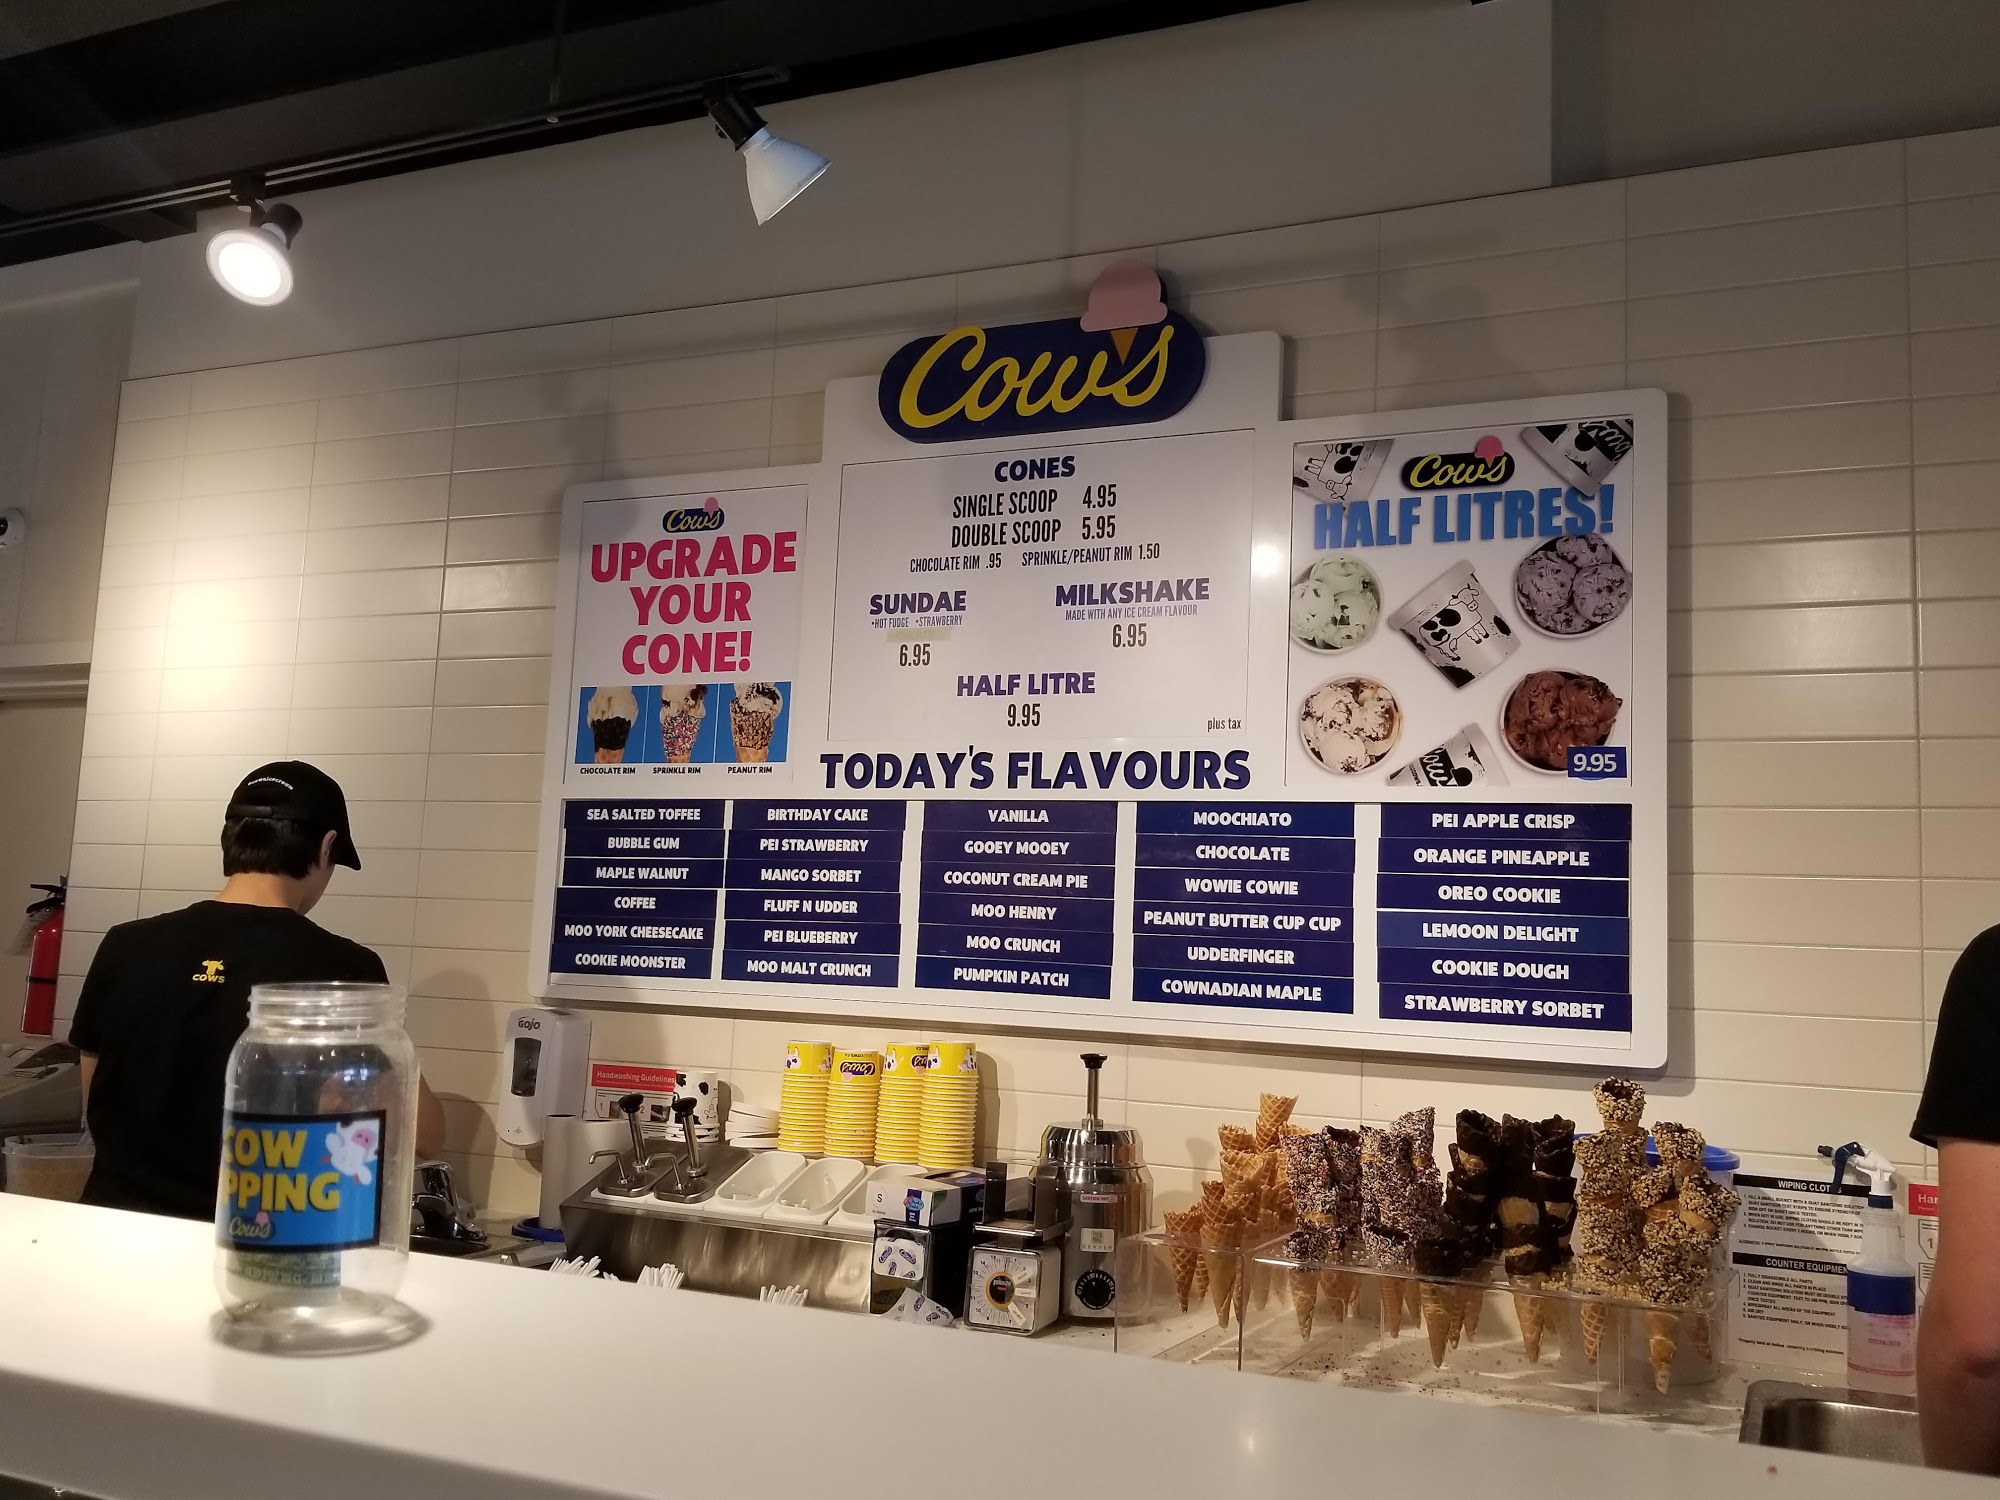 Cows
Cows
UPGRADE
YOUR
CONE!
CHOCOLATE RIM SPRINKLE RIM PEANUT RIM
CONES
SINGLE SCOOP 4.95
DOUBLE SCOOP 5.95
CHOCOLATE RIM .95 SPRINKLE/PEANUT RIM 1.50
SUNDAE
•HOT FUDGE •STRAWBERRY
6.95
MILKSHAKE
MADE WITH ANY ICE CREAM FLAVOUR
6.95
HALF LITRE
9.95
plus tax
Cows
HALF LITRES!
9.95
TODAY'S FLAVOURS
SEA SALTED TOFFEE
BUBBLE GUM
MAPLE WALNUT
COFFEE
MOO YORK CHEESECAKE
COOKIE MOONSTER
BIRTHDAY CAKE
PEI STRAWBERRY
MANGO SORBET
FLUFF N UDDER
PEI BLUEBERRY
MOO MALT CRUNCH
VANILLA
GOOEY MOOEY
COCONUT CREAM PIE
MOO HENRY
MOO CRUNCH
PUMPKIN PATCH
MOOCHIATO
CHOCOLATE
WOWIE COWIE
PEANUT BUTTER CUP CUP
UDDERFINGER
COWNADIAN MAPLE
PEI APPLE CRISP
ORANGE PINEAPPLE
OREO COOKIE
LEMOON DELIGHT
COOKIE DOUGH
STRAWBERRY SORBET
COWS
GOJO
Handwashing Guidelines
Cows
COW
PPING
Cows
S
WIPING CLOTHS
COUNTER EQUIPMEN
Har